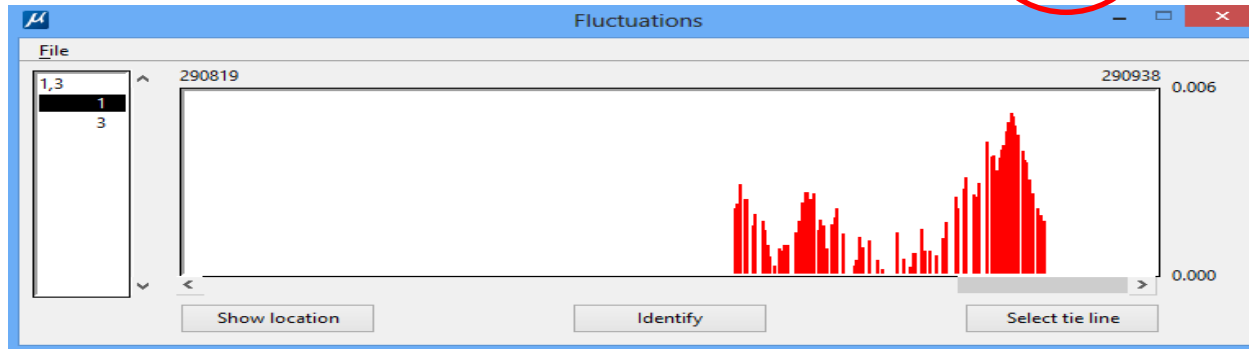 μ Fluctuations
File
1,3
1
3
290819 290938
0.006
0.000
Show location Identify Select tie line